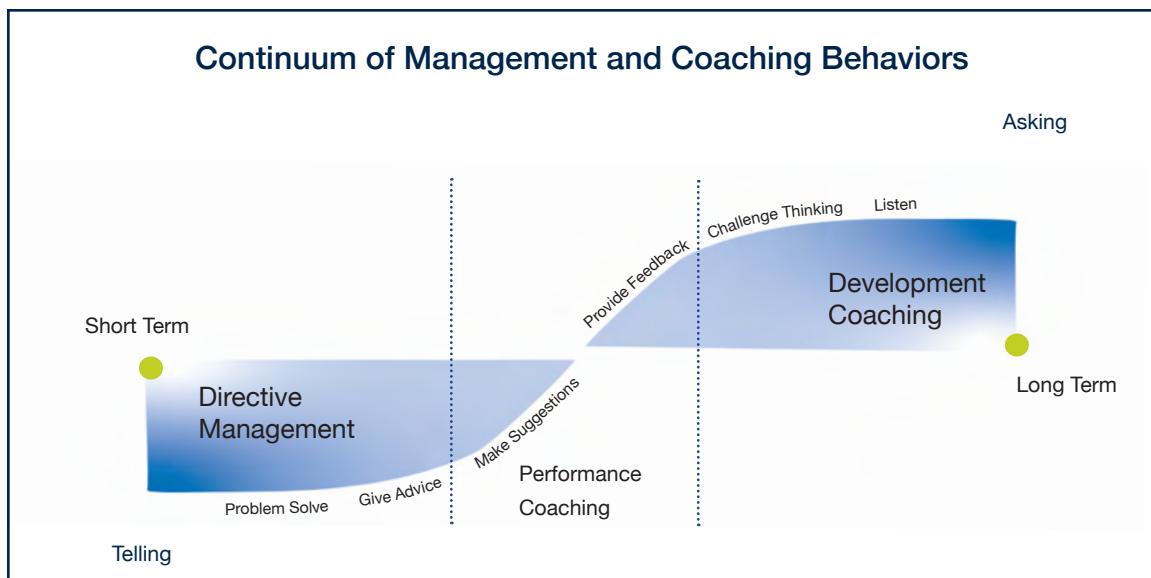 Continuum of Management and Coaching Behaviors
Asking
Challenge Thinking
Listen
Provide Feedback
Development
Coaching
Short Term
Long Term
Directive
Management
Make Suggestions
Performance
Coaching
Give Advice
Problem Solve
Telling